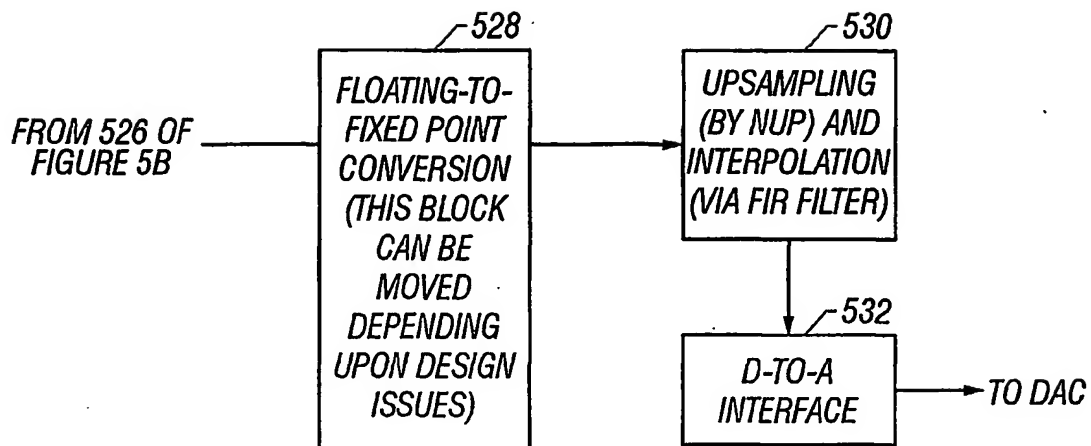 FROM 526 OF
FIGURE 5B
528
FLOATING-TO-
FIXED POINT
CONVERSION
(THIS BLOCK
CAN BE
MOVED
DEPENDING
UPON DESIGN
ISSUES)
530
UPSAMPLING
(BY NUP) AND
INTERPOLATION
(VIA FIR FILTER)
532
D-TO-A
INTERFACE
TO DAC